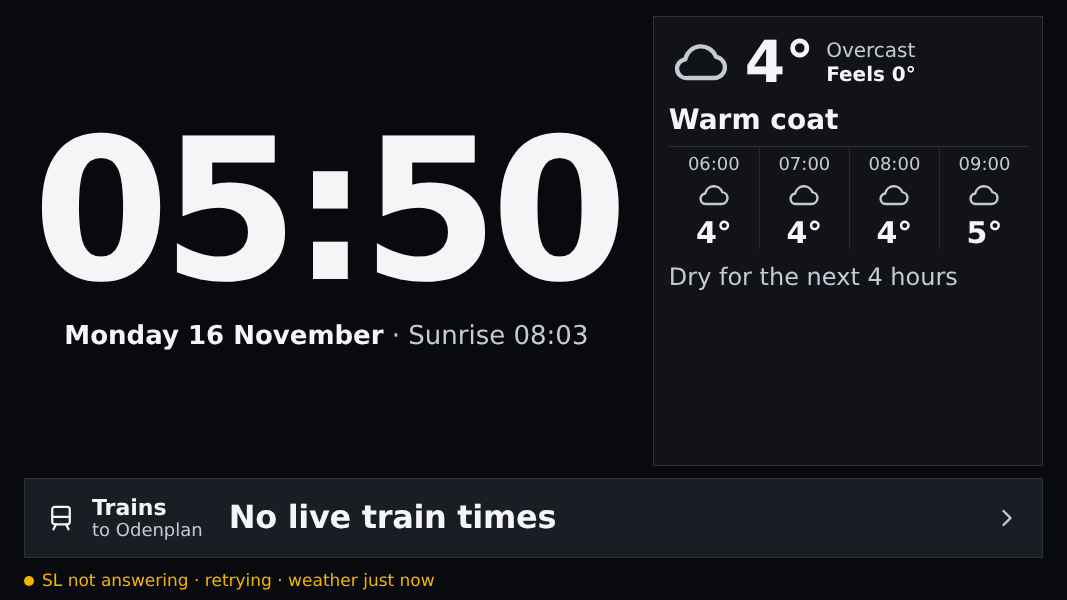 05:50
Monday 16 November · Sunrise 08:03
4° Overcast
Feels 0°
Warm coat
06:00 07:00 08:00 09:00
4° 4° 4° 5°
Dry for the next 4 hours
Trains
to Odenplan
No live train times
SL not answering · retrying · weather just now